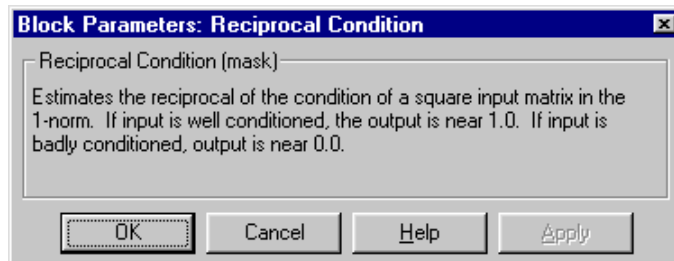 Block Parameters: Reciprocal Condition
Reciprocal Condition (mask)
Estimates the reciprocal of the condition of a square input matrix in the
1-norm. If input is well conditioned, the output is near 1.0. If input is
badly conditioned, output is near 0.0.
OK Cancel Help Apply